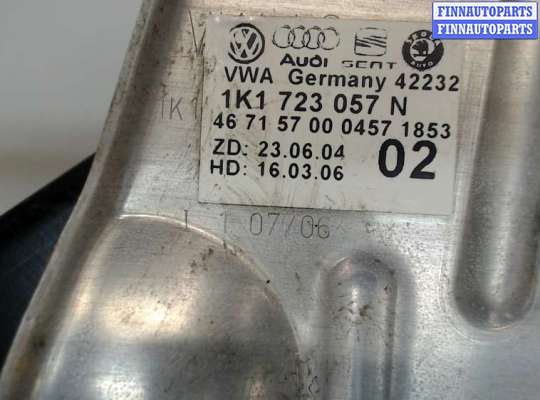 FINNAUTOPARTS
FINNAUTOPARTS
Audi SEAT
VWA Germany 42232
1K1 723 057 N
46 71 57 00 0457 1853
ZD: 23.06.04
HD: 16.03.06
02
1K1
07/06